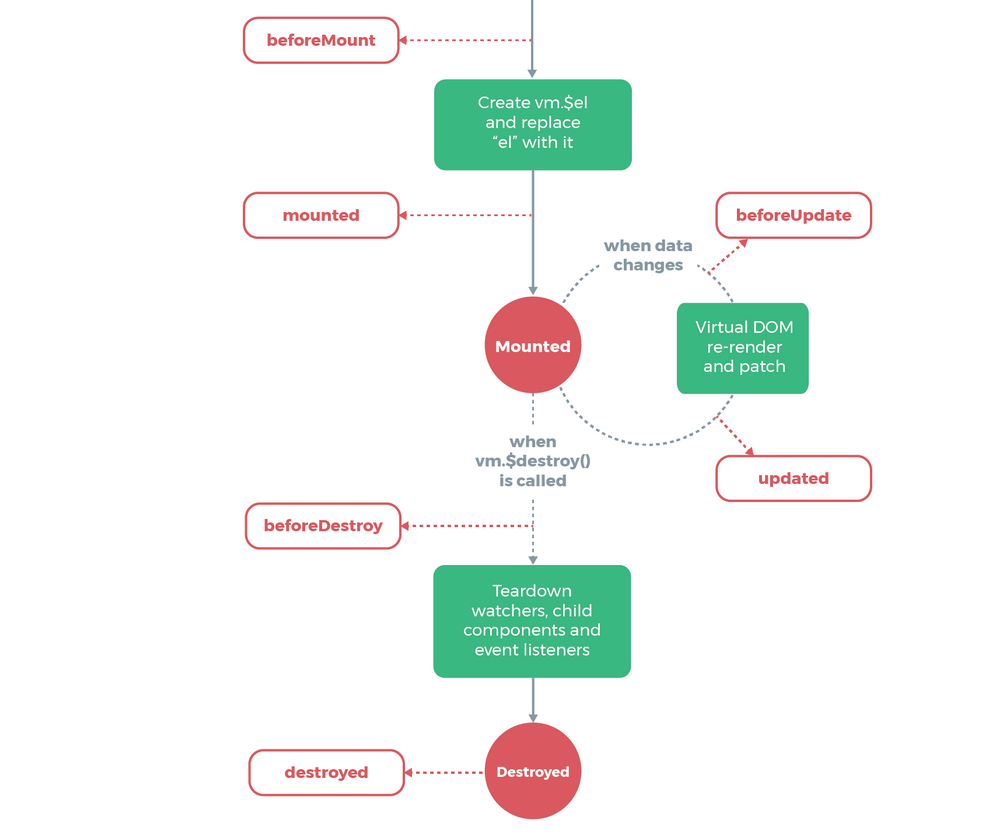 beforeMount
Create vm.$el
and replace
“el” with it
mounted
beforeUpdate
when data
changes
Mounted
Virtual DOM
re-render
and patch
when
vm.$destroy()
is called
updated
beforeDestroy
Teardown
watchers, child
components and
event listeners
destroyed
Destroyed